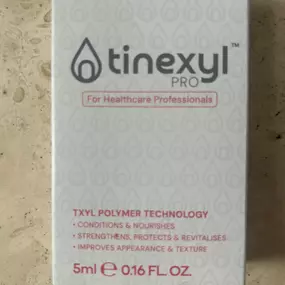 tinexyl™
PRO
For Healthcare Professionals
TXYL POLYMER TECHNOLOGY
• CONDITIONS & NOURISHES
• STRENGTHENS, PROTECTS & REVITALISES
• IMPROVES APPEARANCE & TEXTURE
5ml ℮ 0.16 FL. OZ.